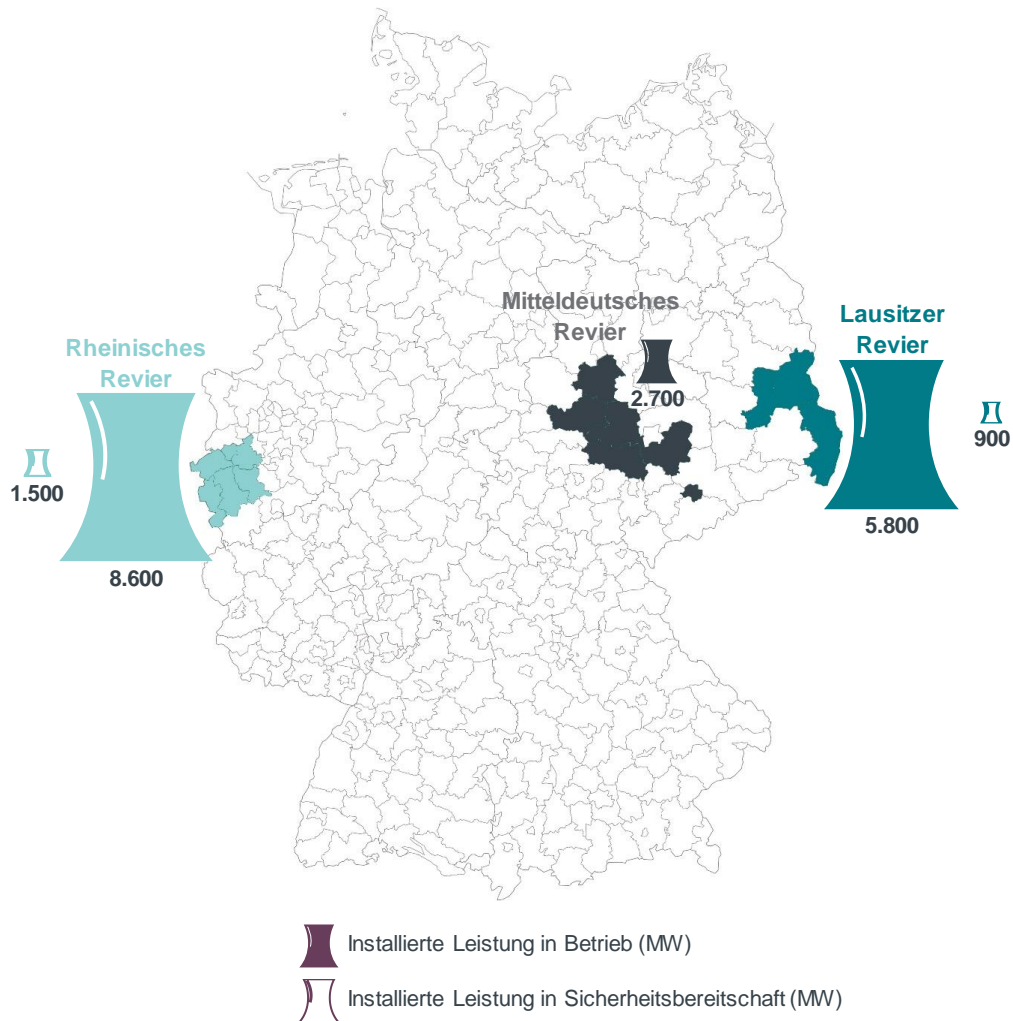 Mitteldeutsches
Revier
2.700
Lausitzer
Revier
900
5.800
Rheinisches
Revier
1.500
8.600
Installierte Leistung in Betrieb (MW)
Installierte Leistung in Sicherheitsbereitschaft (MW)